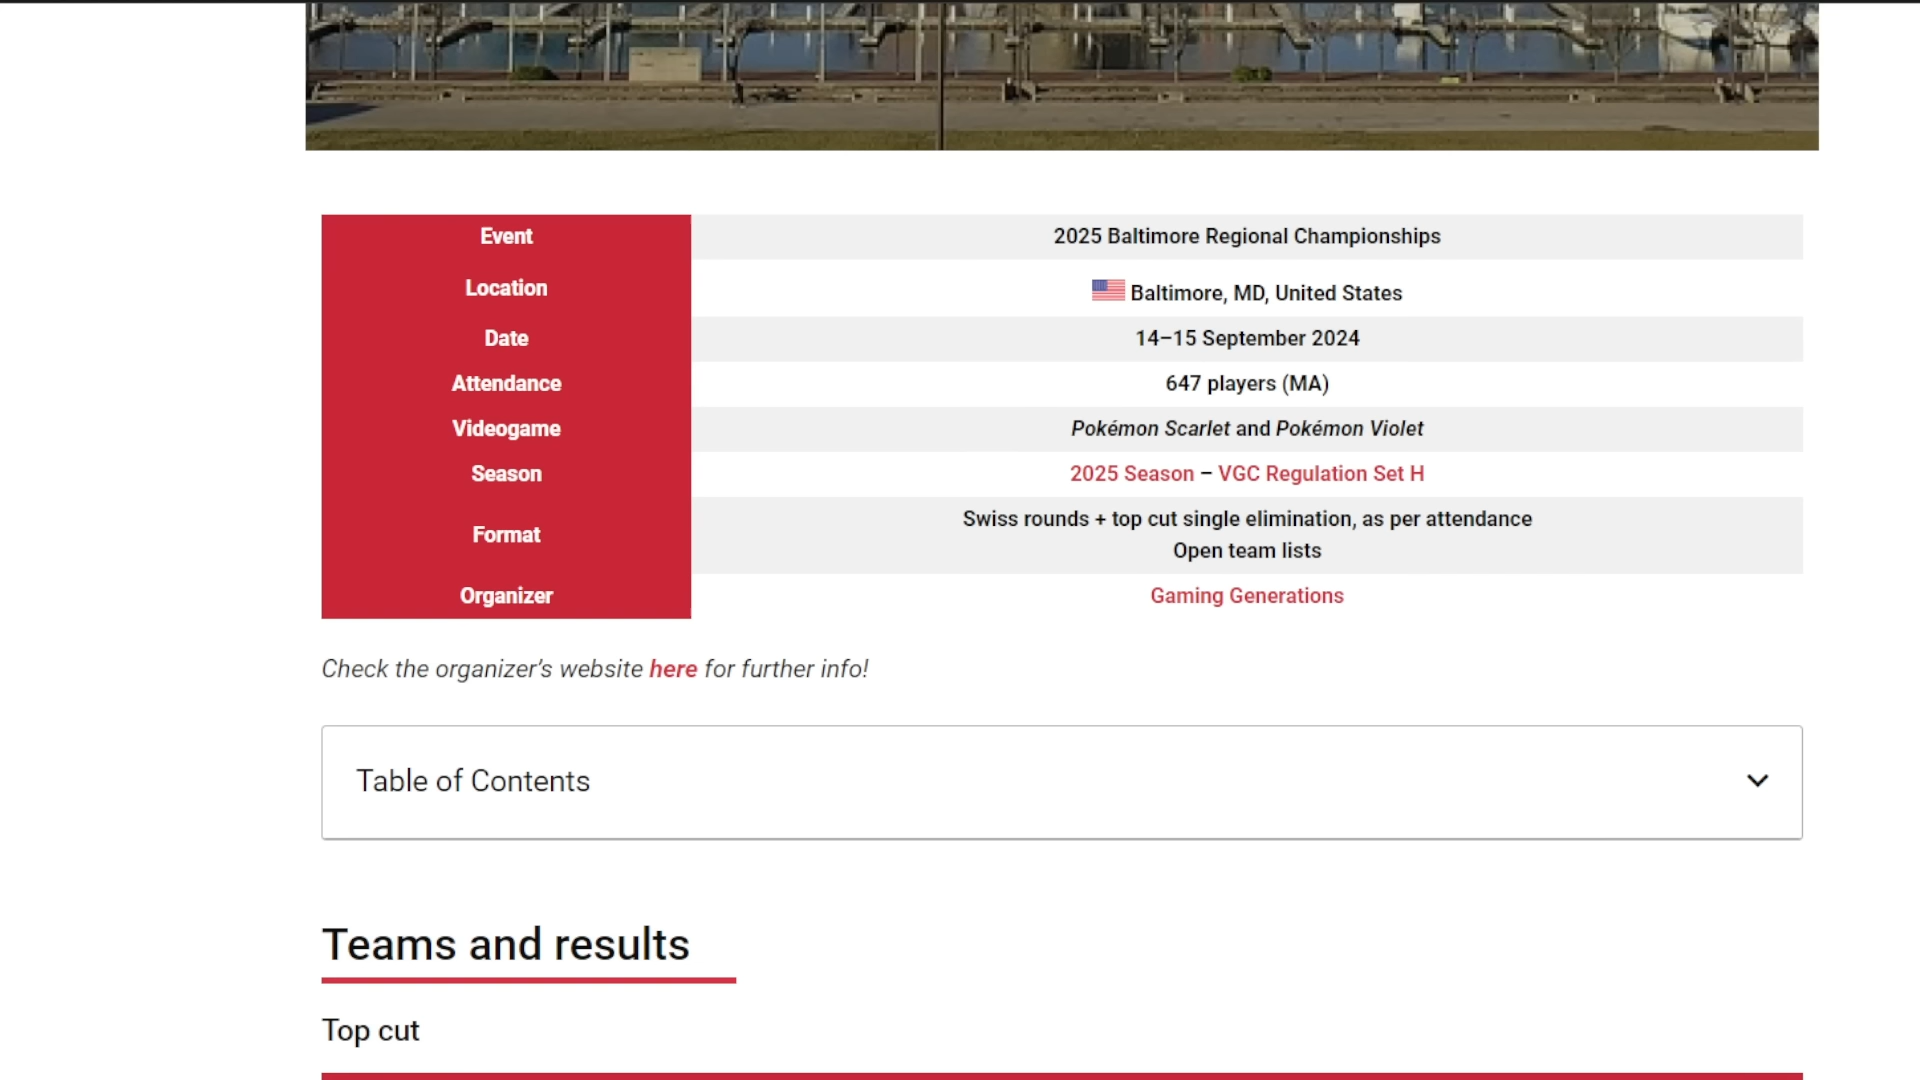 Event 2025 Baltimore Regional Championships
Location Baltimore, MD, United States
Date 14–15 September 2024
Attendance 647 players (MA)
Videogame Pokémon Scarlet and Pokémon Violet
Season 2025 Season – VGC Regulation Set H
Format Swiss rounds + top cut single elimination, as per attendance
Open team lists
Organizer Gaming Generations
Check the organizer's website here for further info!
Table of Contents
Teams and results
Top cut